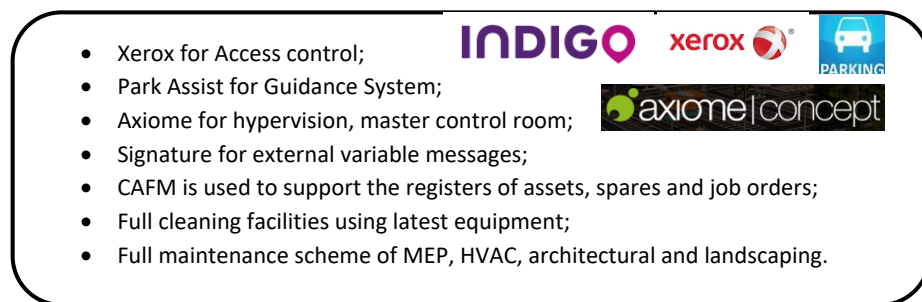 INDIGO xerox PARKING
axiome|concept
• Xerox for Access control;
• Park Assist for Guidance System;
• Axiome for hypervision, master control room;
• Signature for external variable messages;
• CAFM is used to support the registers of assets, spares and job orders;
• Full cleaning facilities using latest equipment;
• Full maintenance scheme of MEP, HVAC, architectural and landscaping.